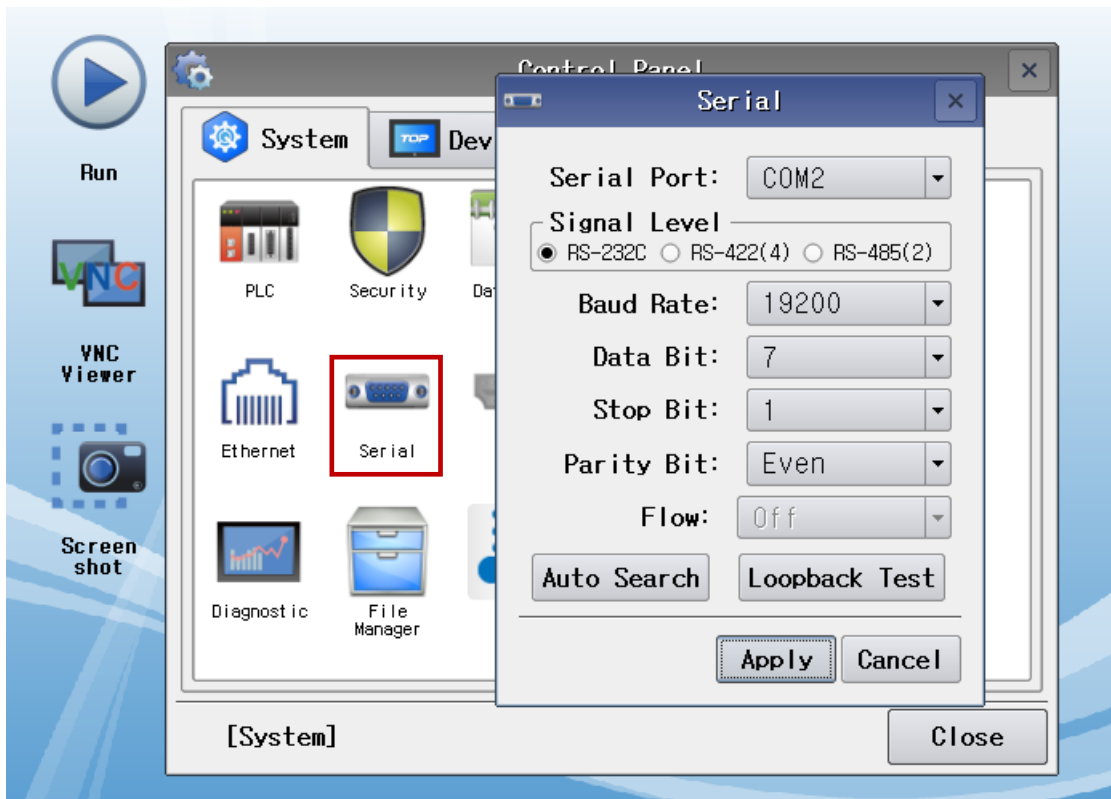 Run
VNC
VNC
Viewer
Screen
shot
Control Panel
System
TOP
Dev
PLC
Security
Da
Ethernet
Serial
Diagnostic
File
Manager
[System]
Close
Serial
Serial Port: COM2
Signal Level
RS-232C RS-422(4) RS-485(2)
Baud Rate: 19200
Data Bit: 7
Stop Bit: 1
Parity Bit: Even
Flow: Off
Auto Search Loopback Test
Apply Cancel